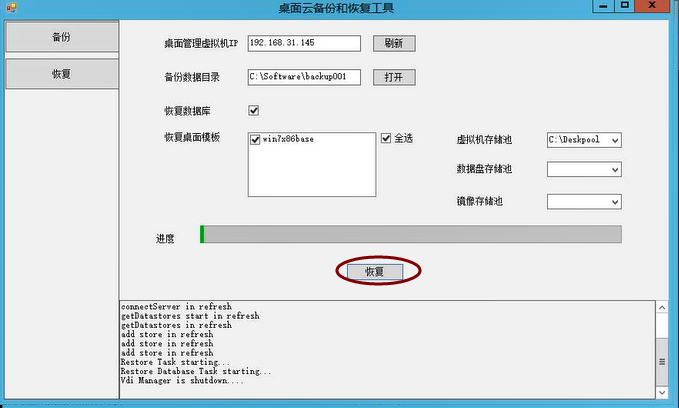 桌面云备份和恢复工具
备份
恢复
桌面管理虚拟机IP 192.168.31.145 刷新
备份数据目录 C:\Software\backup001 打开
恢复数据库
恢复桌面模板 win7x86base 全选
虚拟机存储池 C:\Deskpool
数据盘存储池
镜像存储池
进度
恢复
connectServer in refresh
getDatastores start in refresh
getDatastores in refresh
add store in refresh
add store in refresh
add store in refresh
Restore Task starting...
Restore Database Task starting...
Vdi Manager is shutdown....